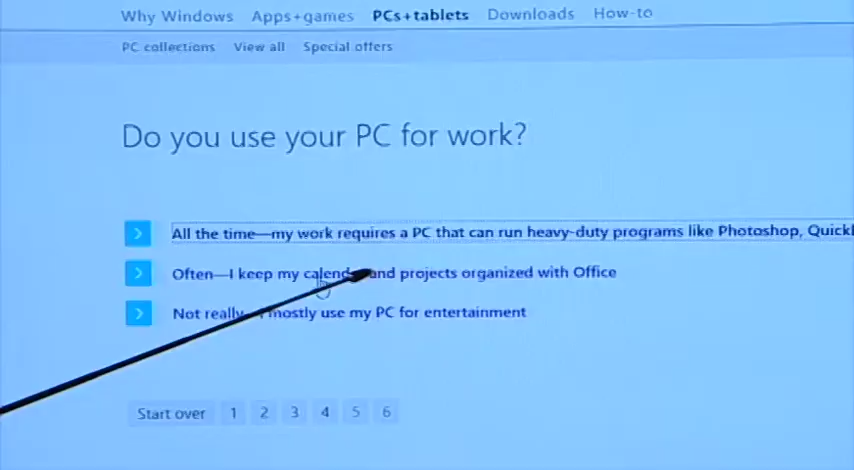 Why Windows Apps+games PCs+tablets Downloads How-to
PC collections View all Special offers
Do you use your PC for work?
All the time—my work requires a PC that can run heavy-duty programs like Photoshop,
Often—I keep my and projects organized with Office
Not really— mostly use my PC for entertainment
Start over 1 2 3 4 5 6